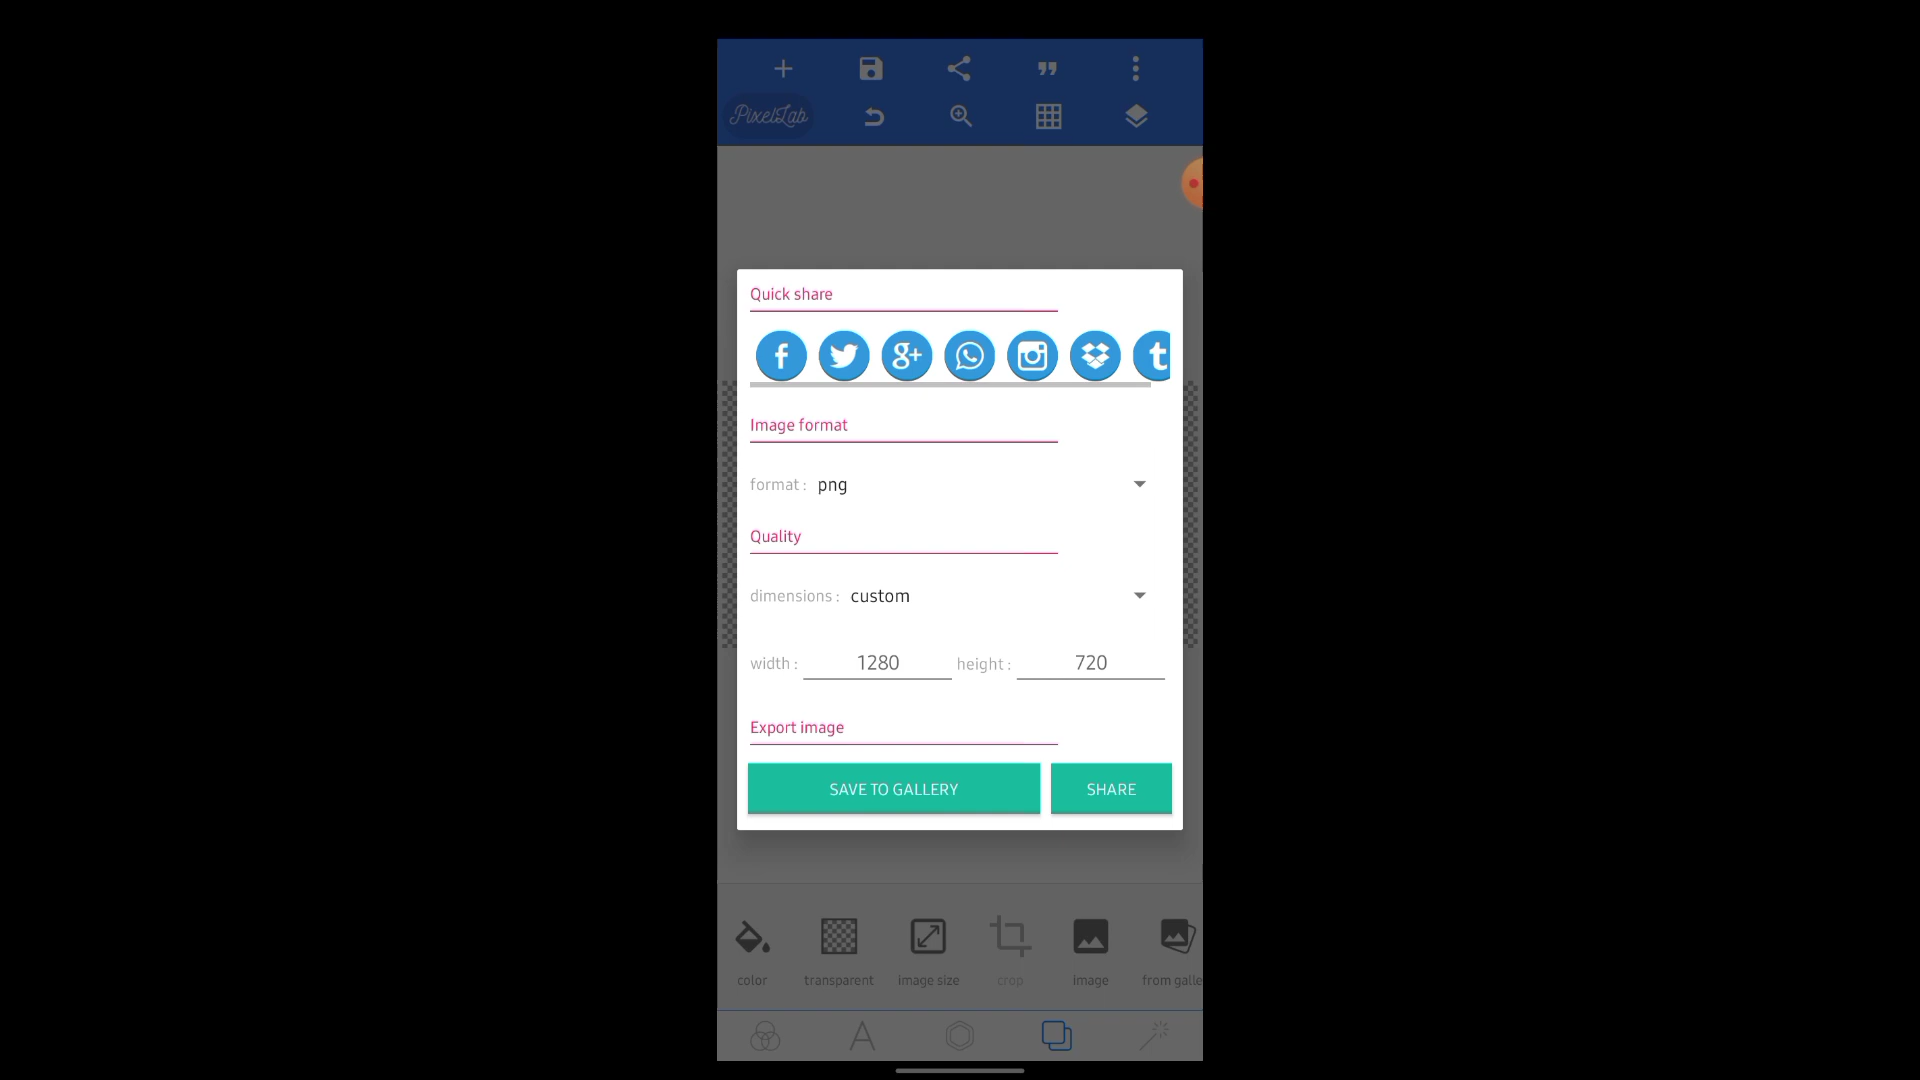 PixelLab
Quick share
Image format
format : png
Quality
dimensions : custom
width : 1280 height : 720
Export image
SAVE TO GALLERY SHARE
color transparent image size crop image from galle